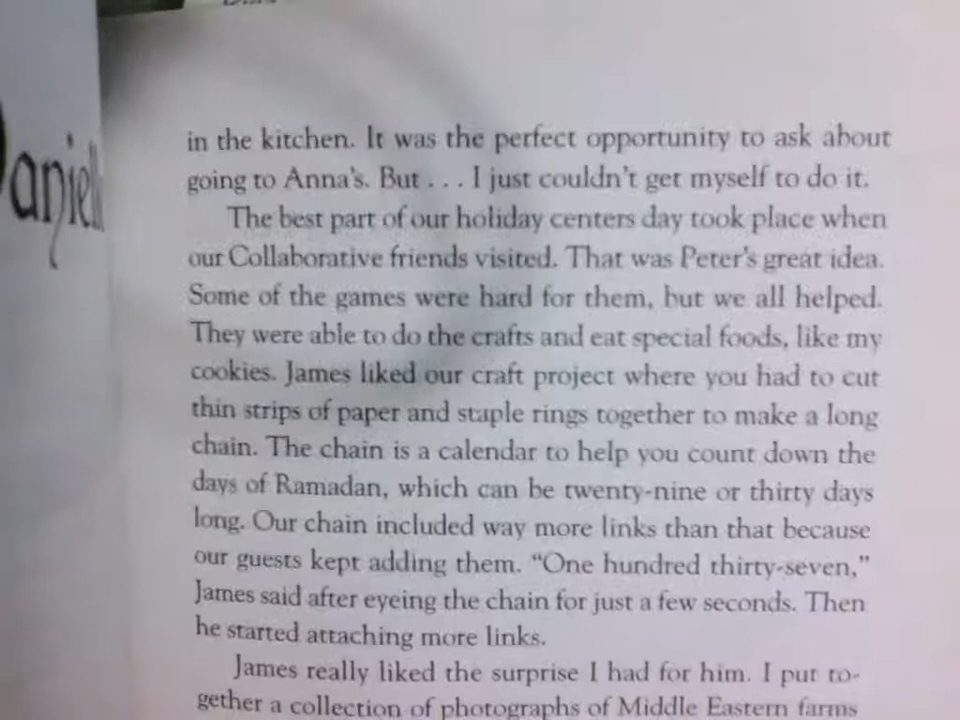 in the kitchen. It was the perfect opportunity to ask about
going to Anna's. But . . . I just couldn't get myself to do it.
The best part of our holiday centers day took place when
our Collaborative friends visited. That was Peter's great idea.
Some of the games were hard for them, but we all helped.
They were able to do the crafts and eat special foods, like my
cookies. James liked our craft project where you had to cut
thin strips of paper and staple rings together to make a long
chain. The chain is a calendar to help you count down the
days of Ramadan, which can be twenty-nine or thirty days
long. Our chain included way more links than that because
our guests kept adding them. “One hundred thirty-seven,”
James said after eyeing the chain for just a few seconds. Then
he started attaching more links.
James really liked the surprise I had for him. I put to-
gether a collection of photographs of Middle Eastern farms